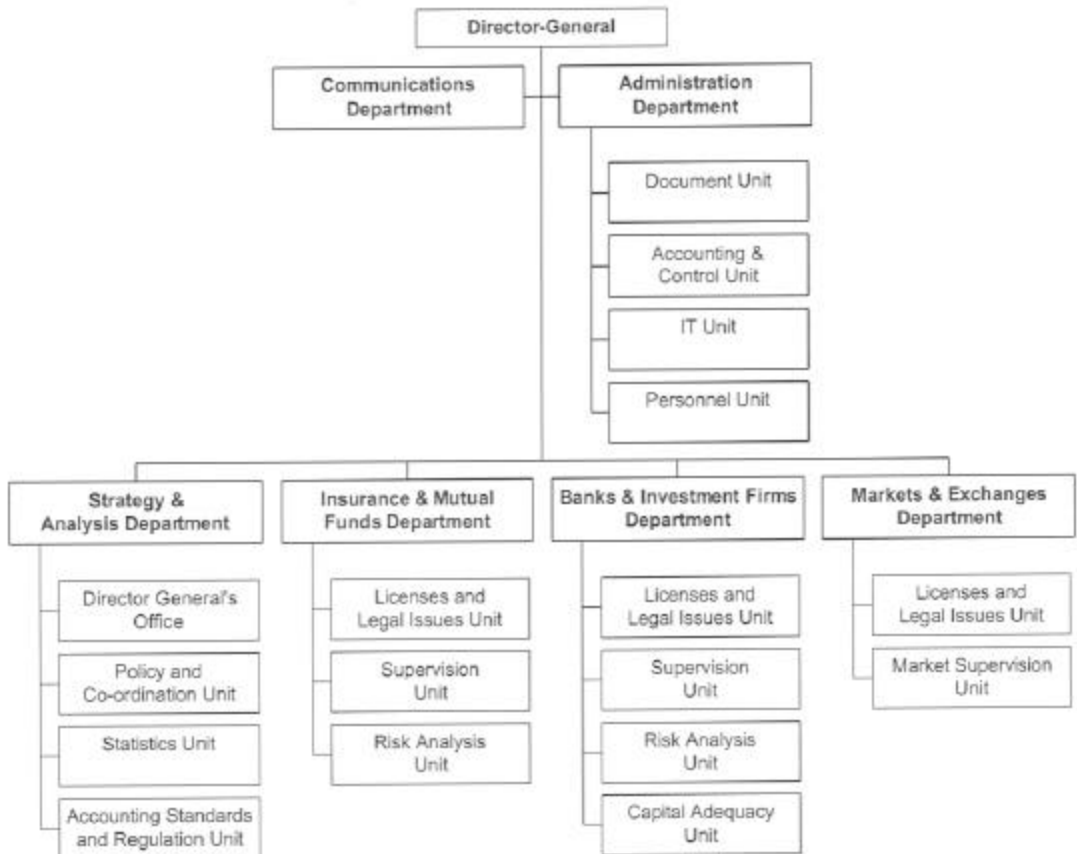 Director-General
Communications
Department
Administration
Department
Document Unit
Accounting &
Control Unit
IT Unit
Personnel Unit
Strategy &
Analysis Department
Insurance & Mutual
Funds Department
Banks & Investment Firms
Department
Markets & Exchanges
Department
Director General's
Office
Policy and
Co-ordination Unit
Statistics Unit
Accounting Standards
and Regulation Unit
Licenses and
Legal Issues Unit
Supervision
Unit
Risk Analysis
Unit
Licenses and
Legal Issues Unit
Supervision
Unit
Risk Analysis
Unit
Capital Adequacy
Unit
Licenses and
Legal Issues Unit
Market Supervision
Unit